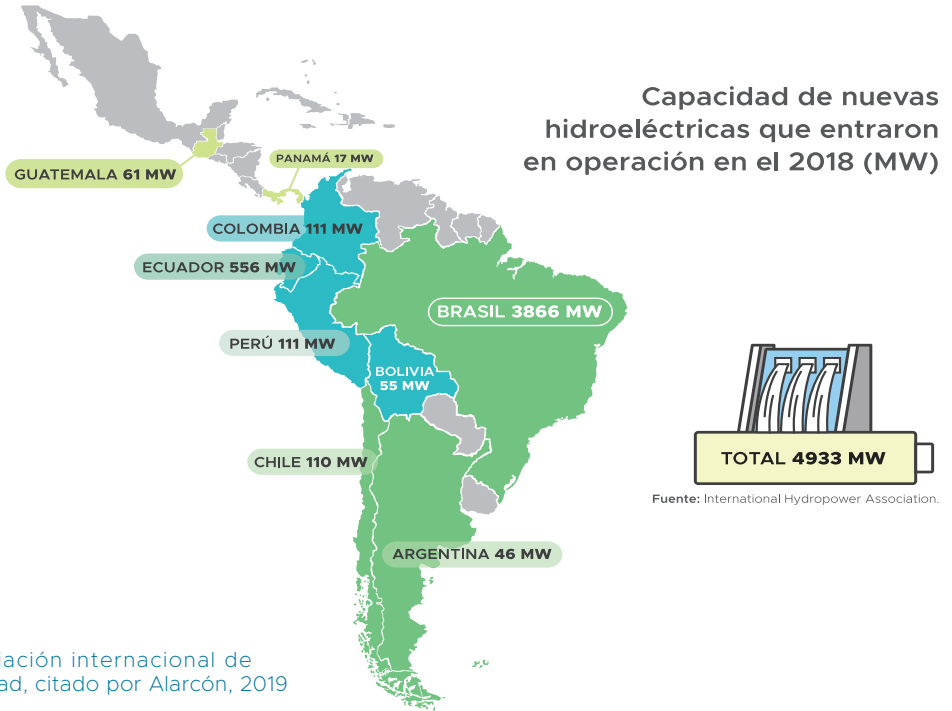 Capacidad de nuevas
hidroeléctricas que entraron
en operación en el 2018 (MW)
GUATEMALA 61 MW
PANAMÁ 17 MW
COLOMBIA 111 MW
ECUADOR 556 MW
BRASIL 3866 MW
PERÚ 111 MW
BOLIVIA
55 MW
CHILE 110 MW
ARGENTINA 46 MW
TOTAL 4933 MW
Fuente: International Hydropower Association.
internacional de
citado por Alarcón, 2019